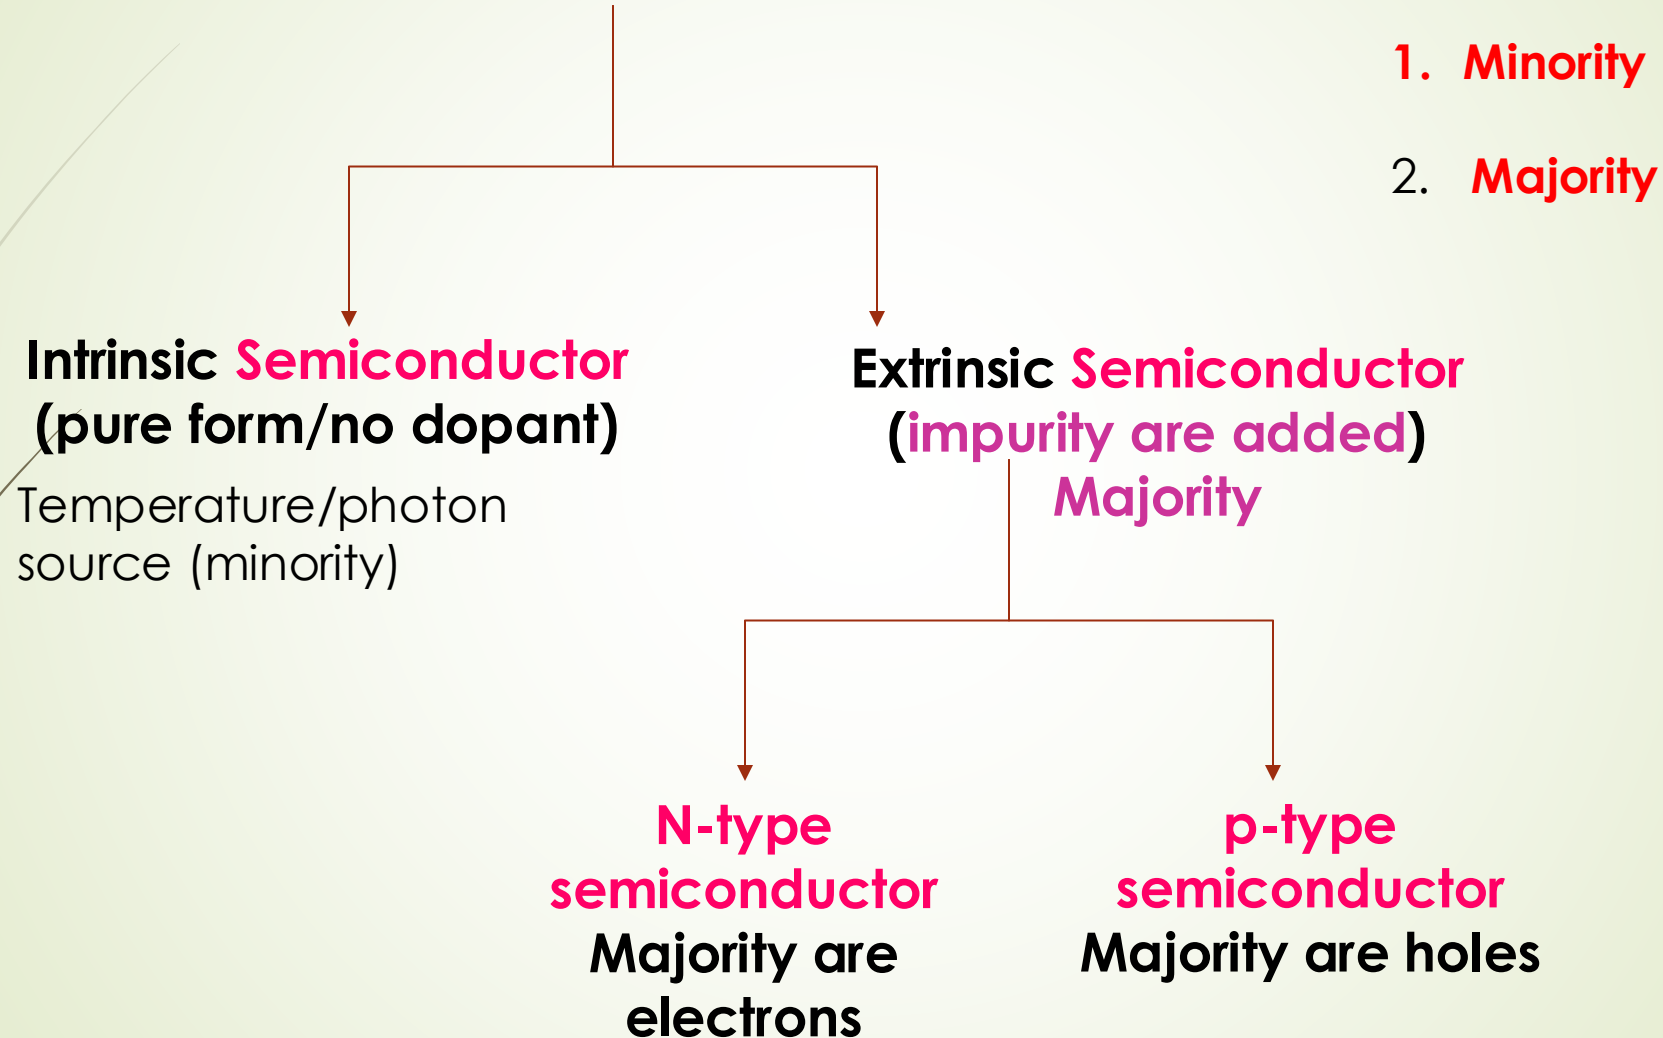 1. Minority
2. Majority
Intrinsic Semiconductor
(pure form/no dopant)
Temperature/photon
source (minority)
Extrinsic Semiconductor
(impurity are added)
Majority
N-type
semiconductor
Majority are
electrons
p-type
semiconductor
Majority are holes